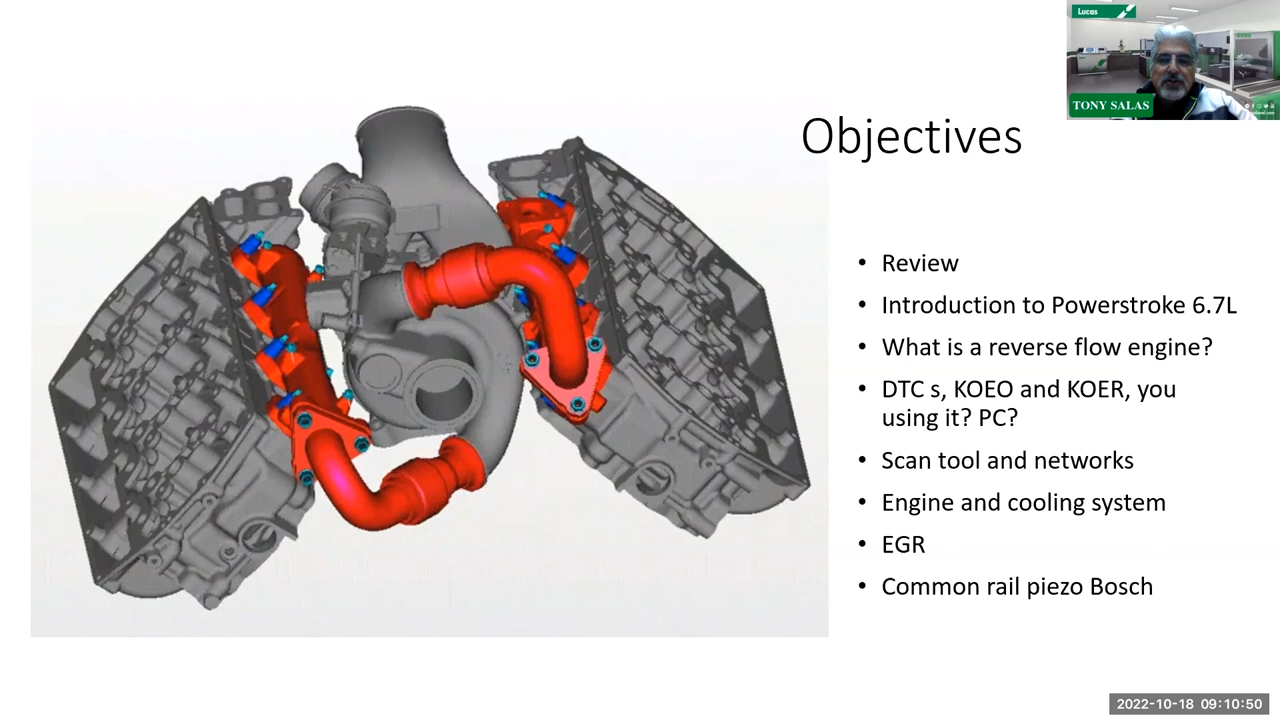 Lucas
TONY SALAS
Objectives
• Review
• Introduction to Powerstroke 6.7L
• What is a reverse flow engine?
• DTC s, KOEO and KOER, you
using it? PC?
• Scan tool and networks
• Engine and cooling system
• EGR
• Common rail piezo Bosch
2022-10-18 09:10:50